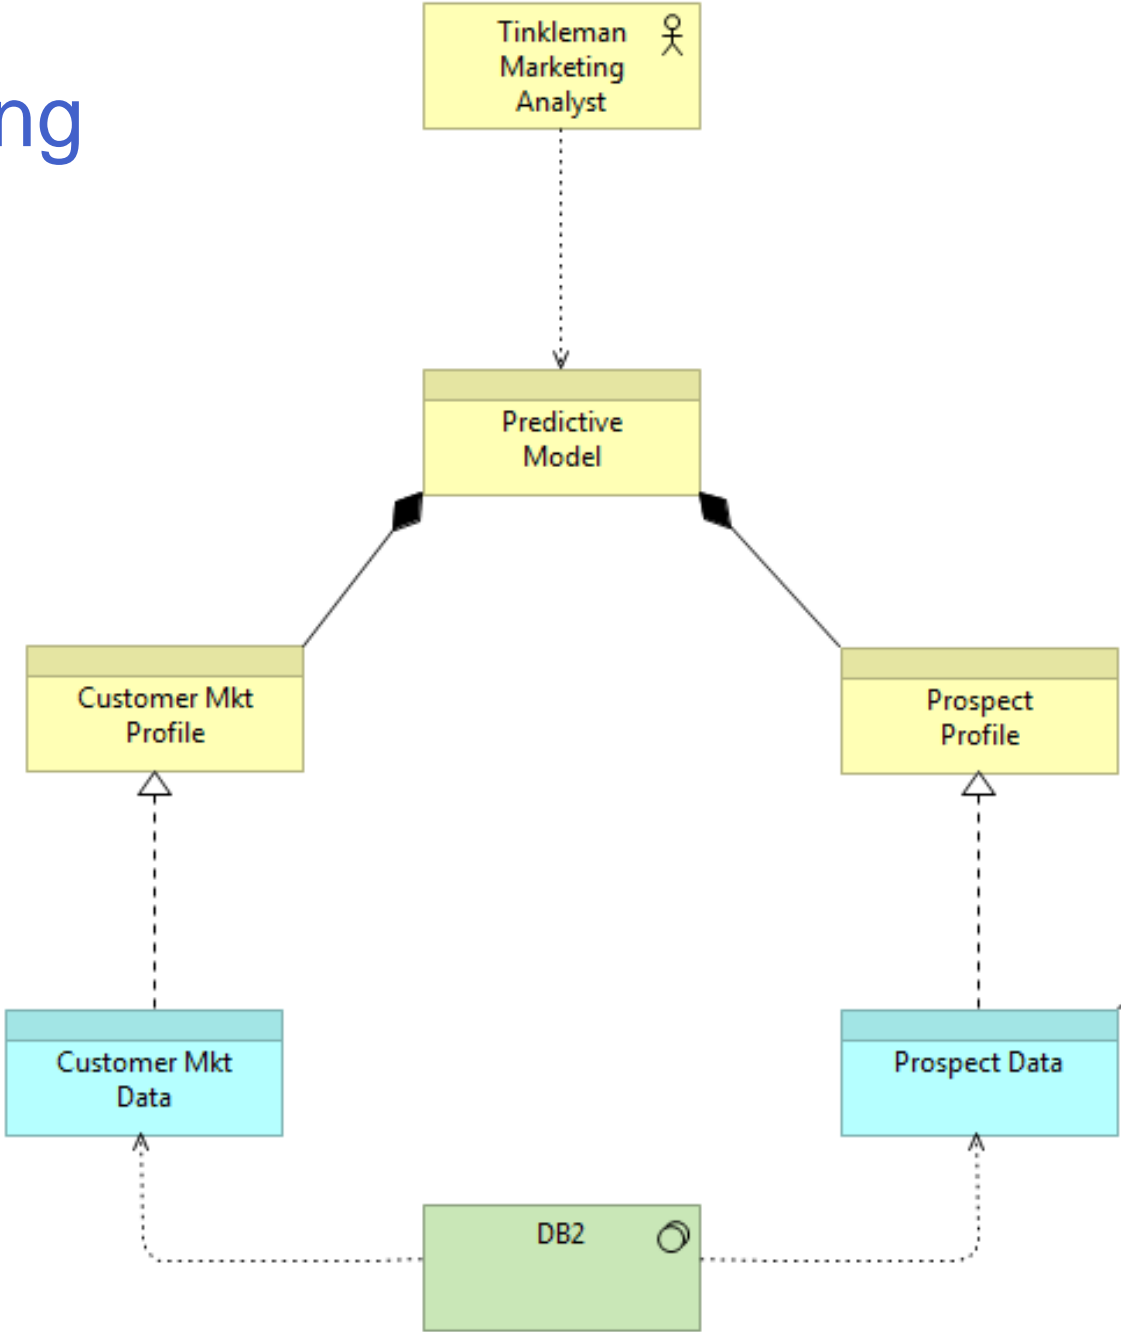 Tinkleman
Marketing
Analyst
ng
Predictive
Model
Customer Mkt
Profile
Prospect
Profile
Customer Mkt
Data
Prospect Data
DB2